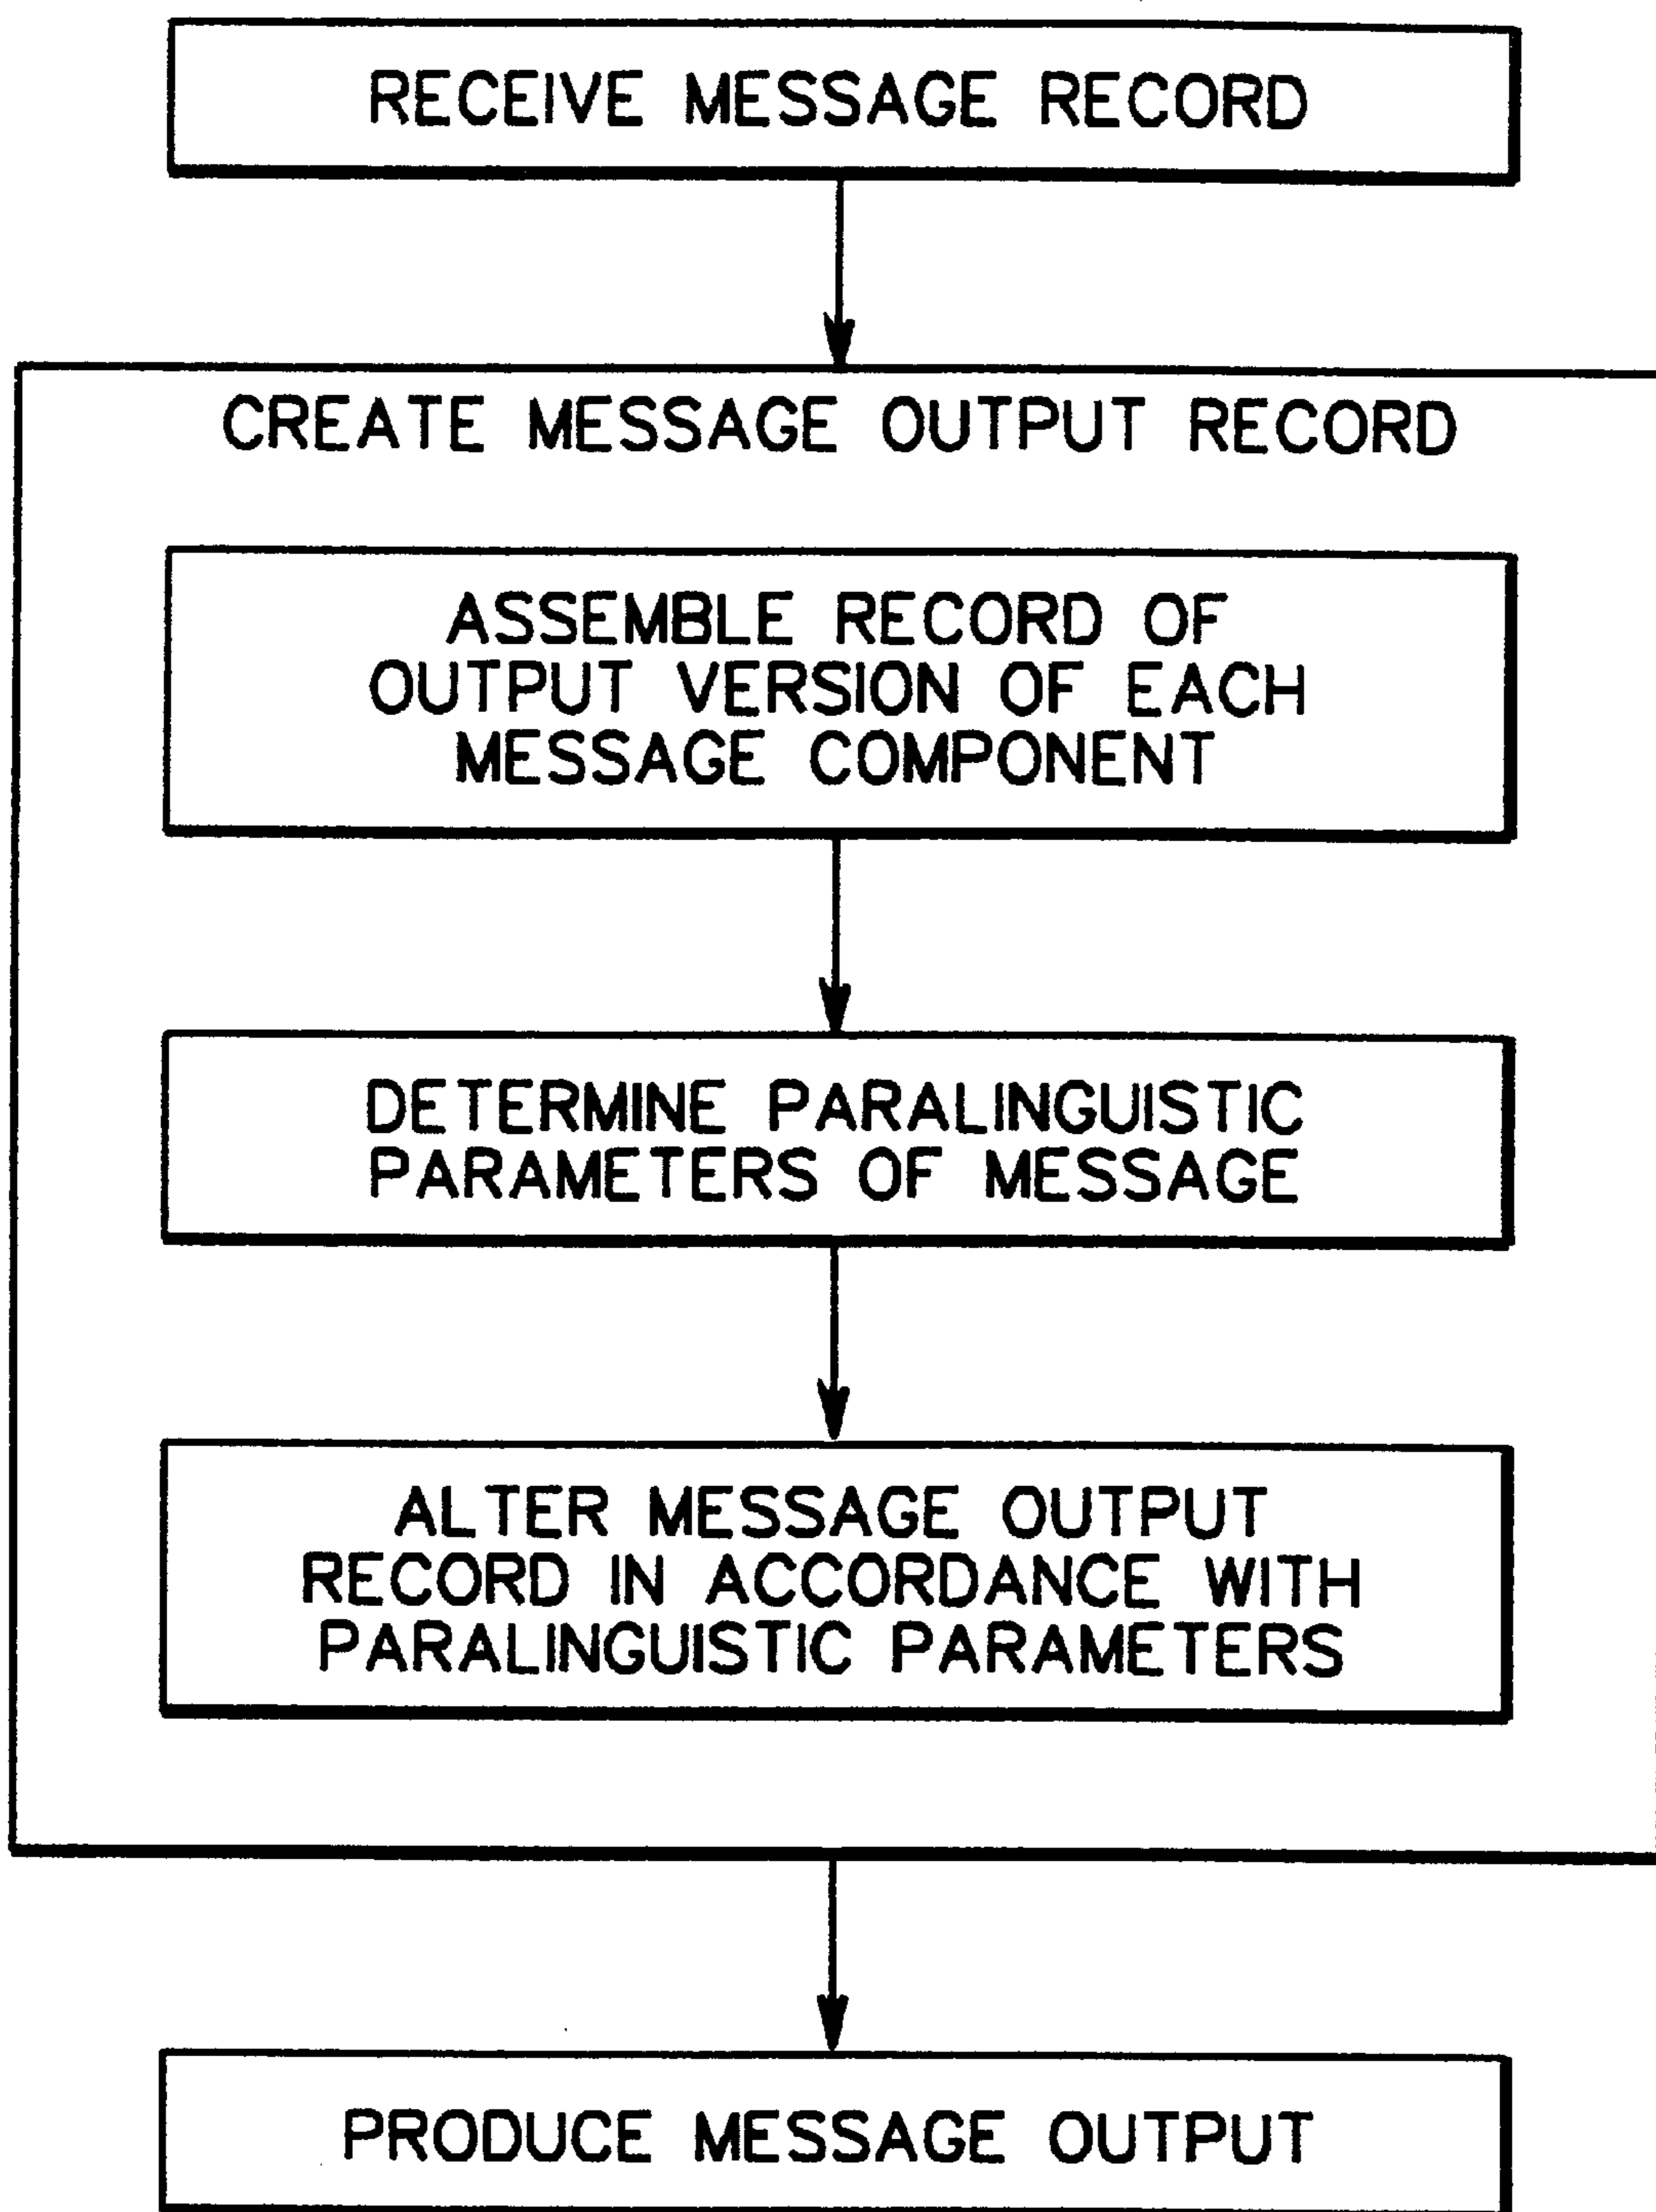 RECEIVE MESSAGE RECORD
CREATE MESSAGE OUTPUT RECORD
ASSEMBLE RECORD OF
OUTPUT VERSION OF EACH
MESSAGE COMPONENT
DETERMINE PARALINGUISTIC
PARAMETERS OF MESSAGE
ALTER MESSAGE OUTPUT
RECORD IN ACCORDANCE WITH
PARALINGUISTIC PARAMETERS
PRODUCE MESSAGE OUTPUT